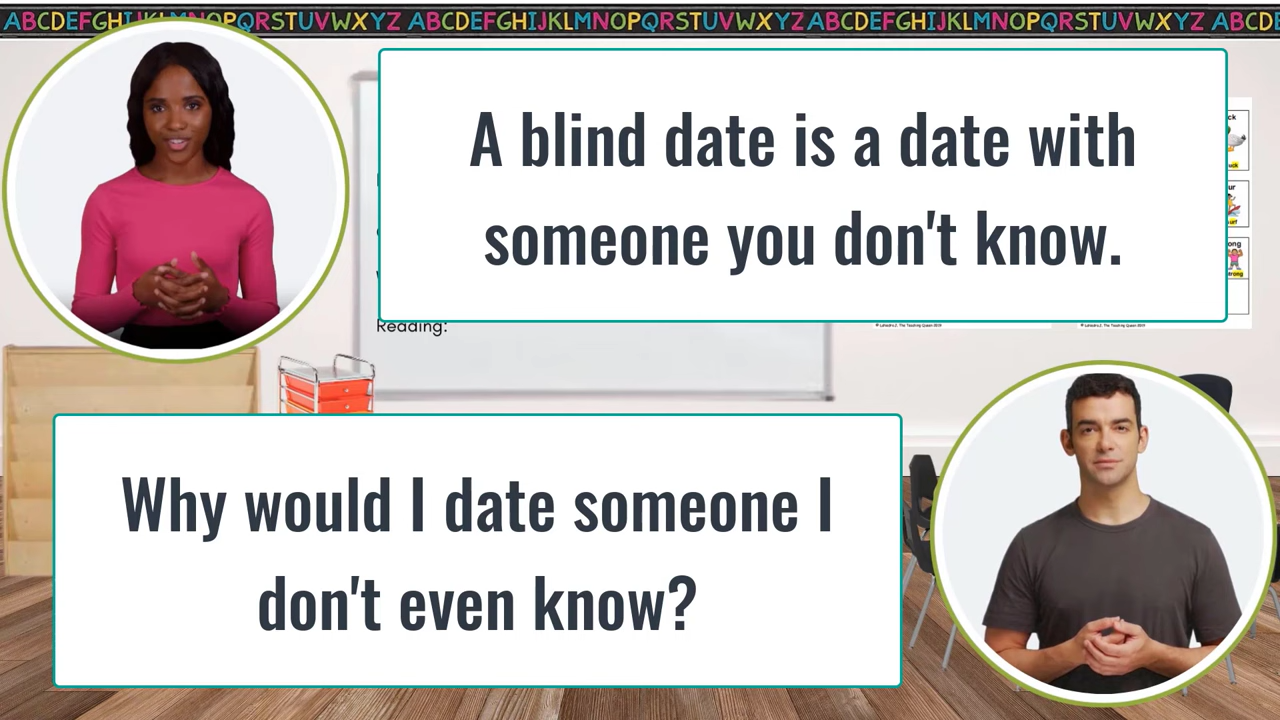 ABCDEFGHIJKLMNOPQRSTUVWXYZ ABCDEFGHIJKLMNOPQRSTUVWXYZ ABCDEFGHIJKLMNOPQRSTUVWXYZ ABCDE
A blind date is a date with
someone you don't know.
Reading:
Why would I date someone I
don't even know?